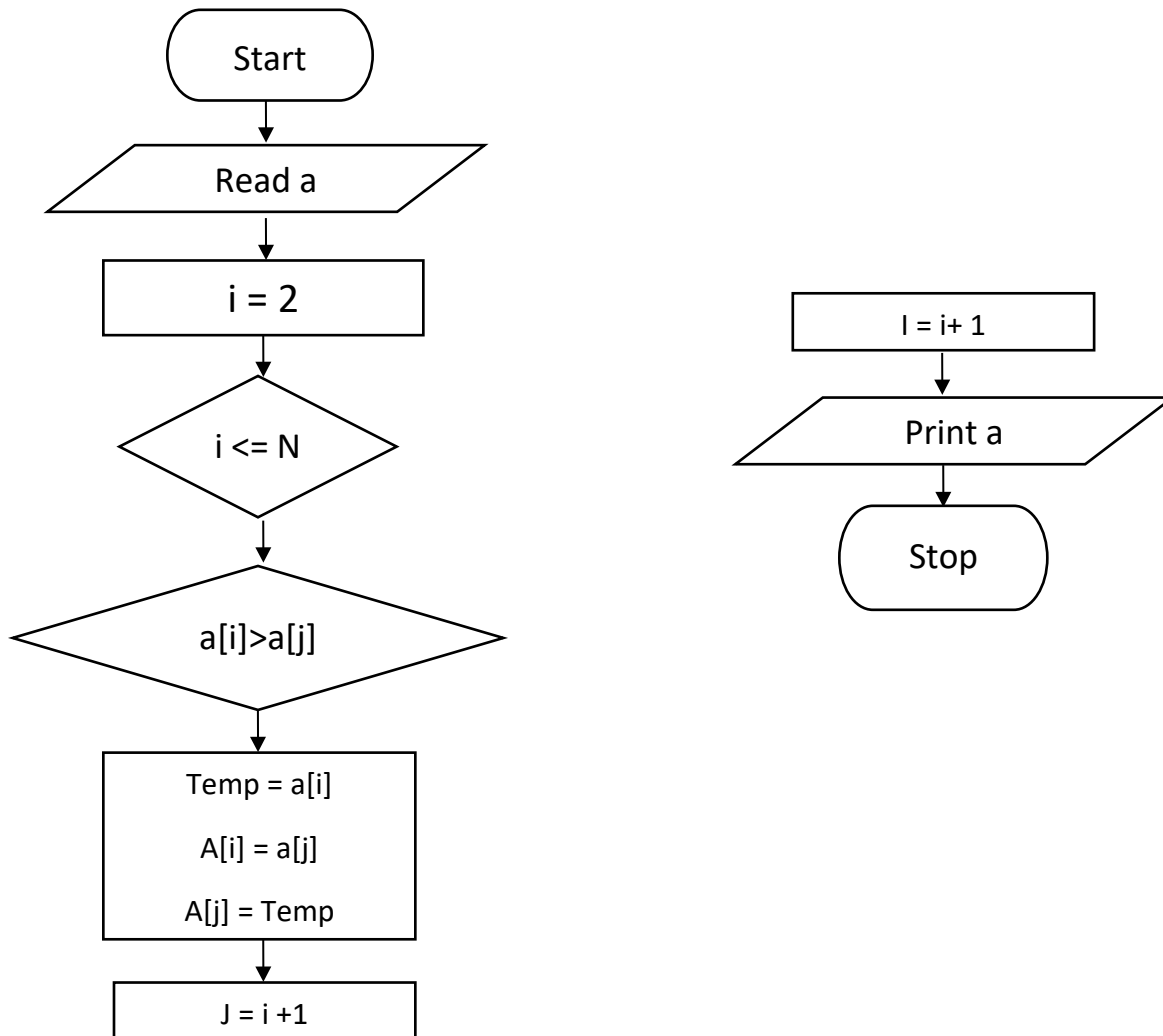 Start
Read a
i = 2
i <= N
a[i]>a[j]
Temp = a[i]
A[i] = a[j]
A[j] = Temp
J = i +1
I = i+ 1
Print a
Stop